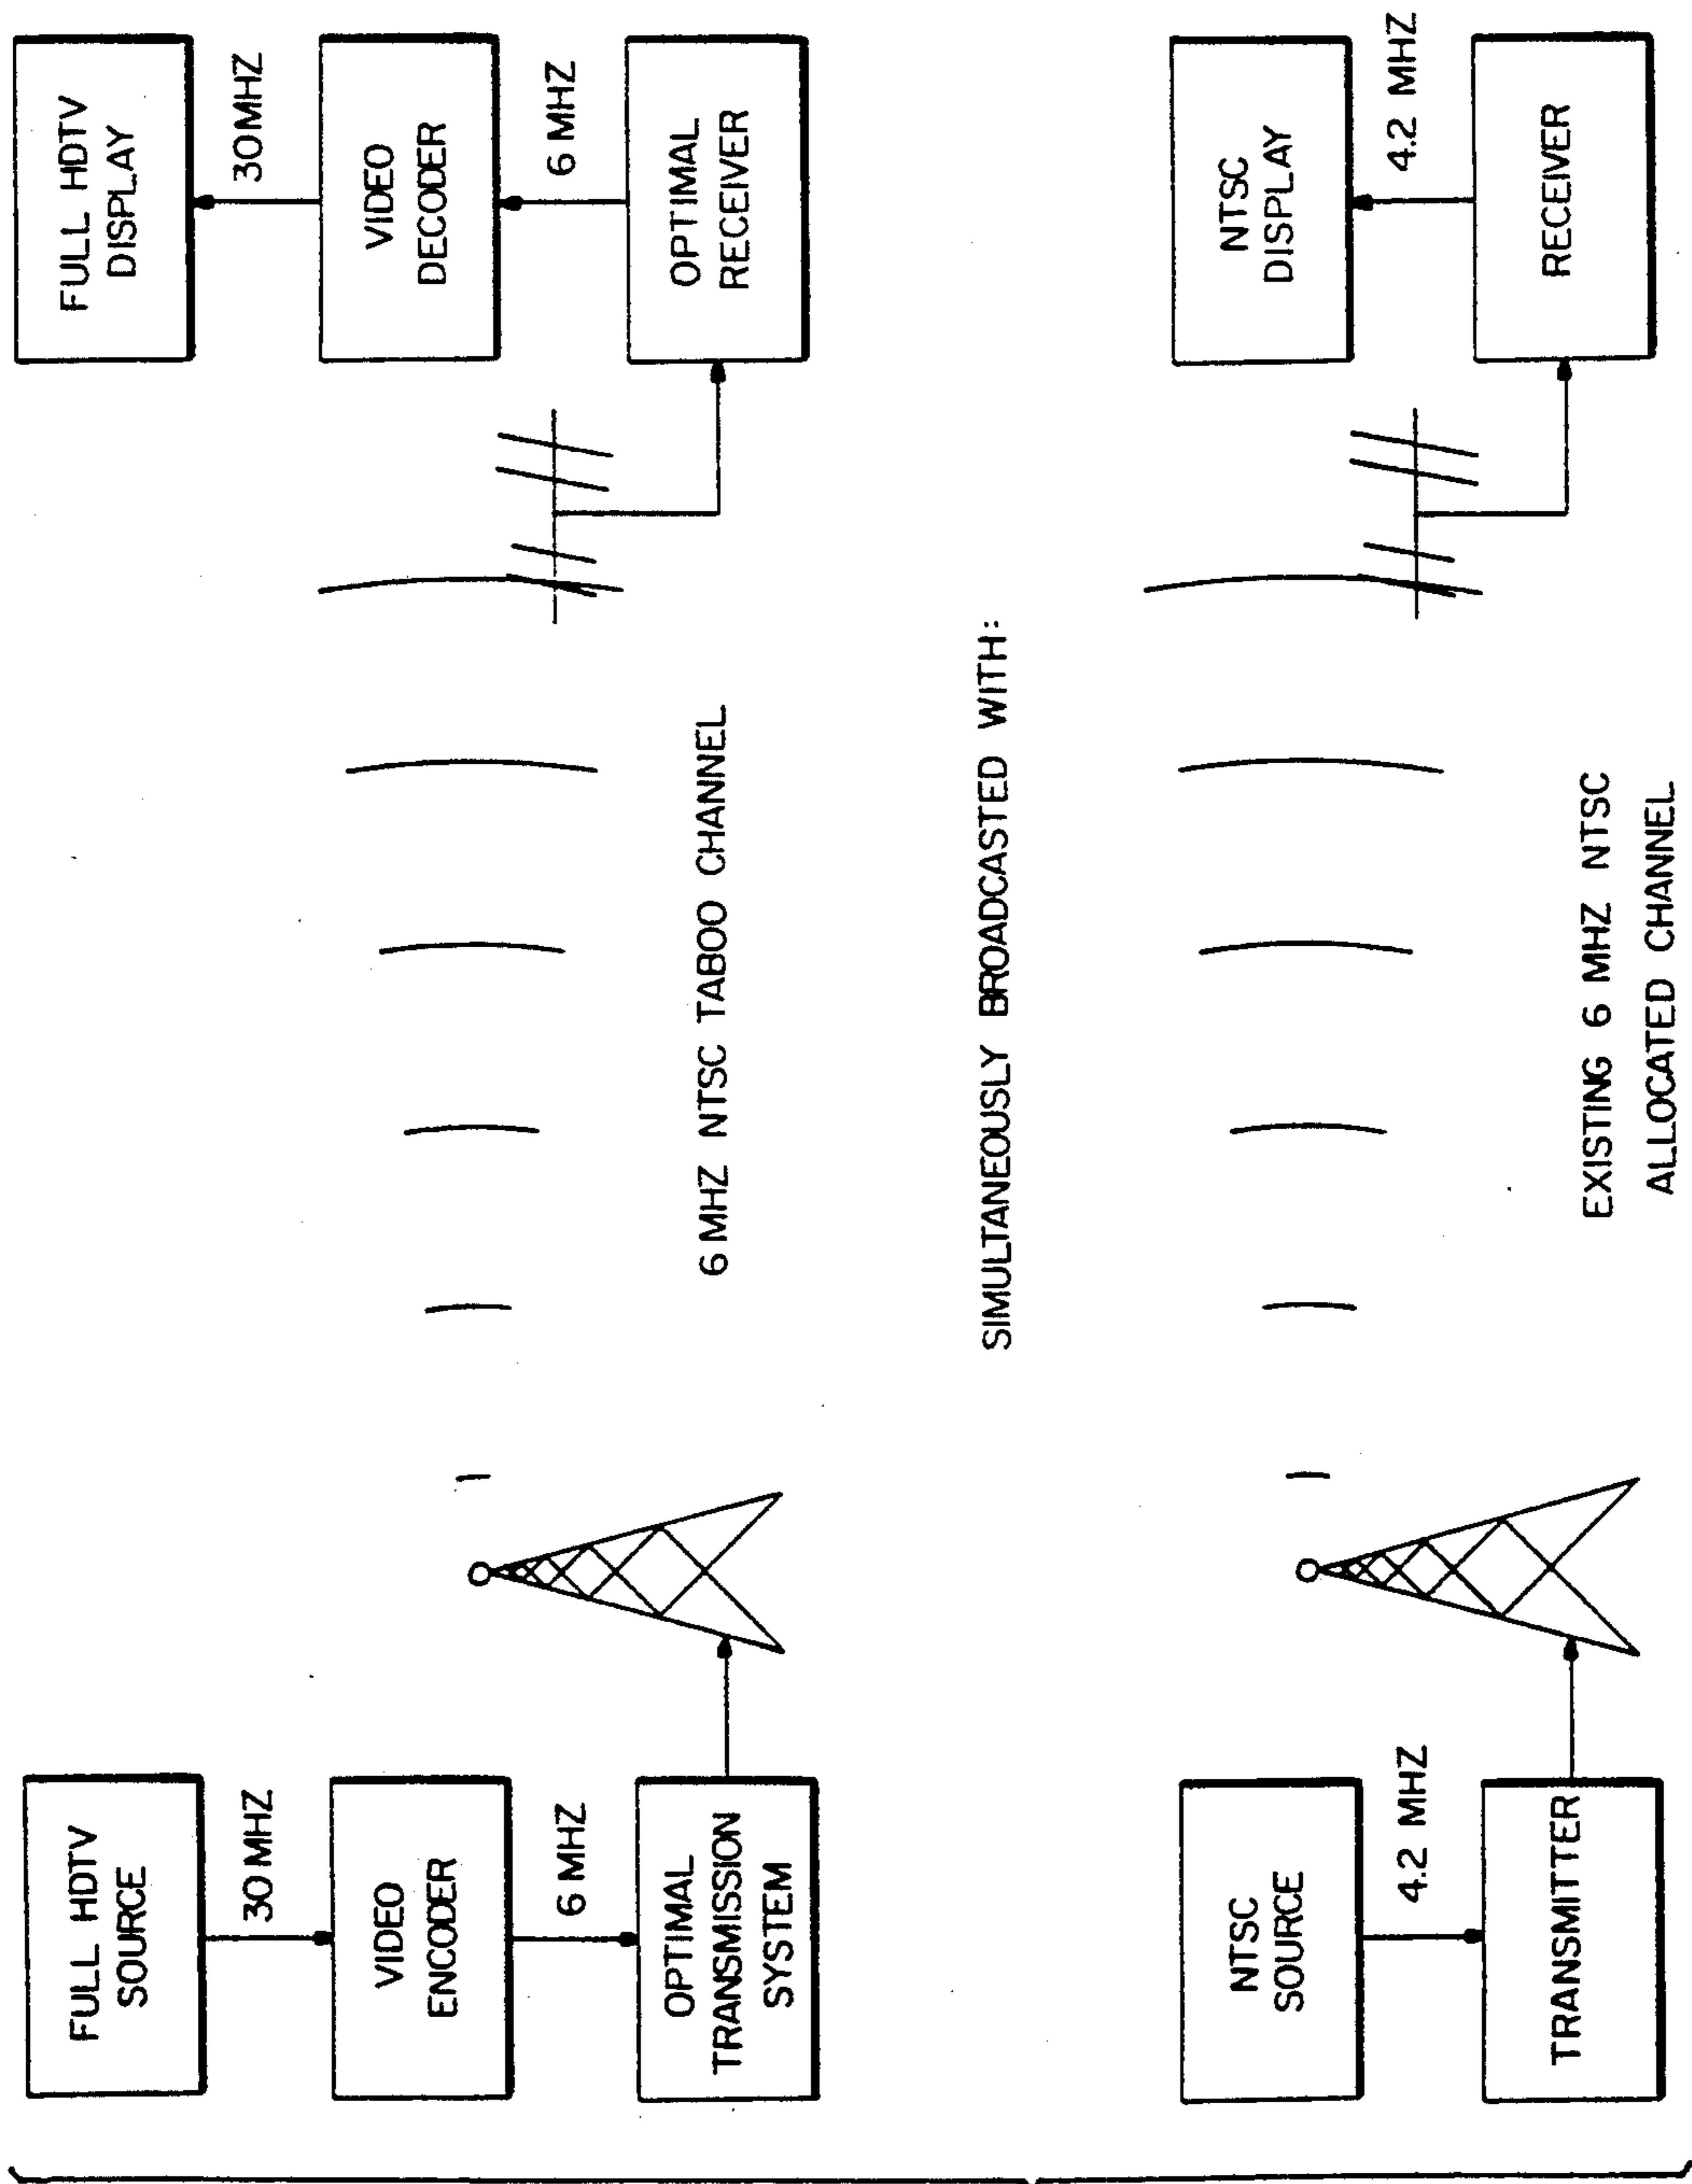 FULL HDTV
SOURCE
30 MHZ
VIDEO
ENCODER
6 MHZ
OPTIMAL
TRANSMISSION
SYSTEM
6 MHZ NTSC TABOO CHANNEL
FULL HDTV
DISPLAY
30 MHZ
VIDEO
DECODER
6 MHZ
OPTIMAL
RECEIVER
SIMULTANEOUSLY BROADCASTED WITH:
NTSC
SOURCE
4.2 MHZ
TRANSMITTER
EXISTING 6 MHZ NTSC
ALLOCATED CHANNEL
NTSC
DISPLAY
4.2 MHZ
RECEIVER